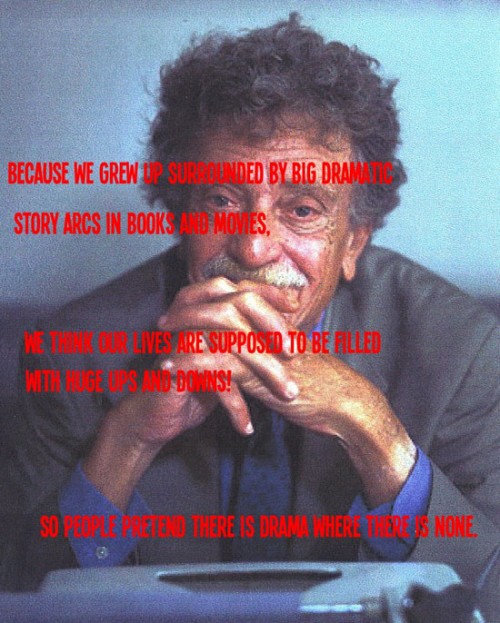 BECAUSE WE GREW UP SURROUNDED BY BIG DRAMATIC
STORY ARCS IN BOOKS AND MOVIES,
WE THINK OUR LIVES ARE SUPPOSED TO BE FILLED
WITH HUGE UPS AND DOWNS!
SO PEOPLE PRETEND THERE IS DRAMA WHERE THERE IS NONE.